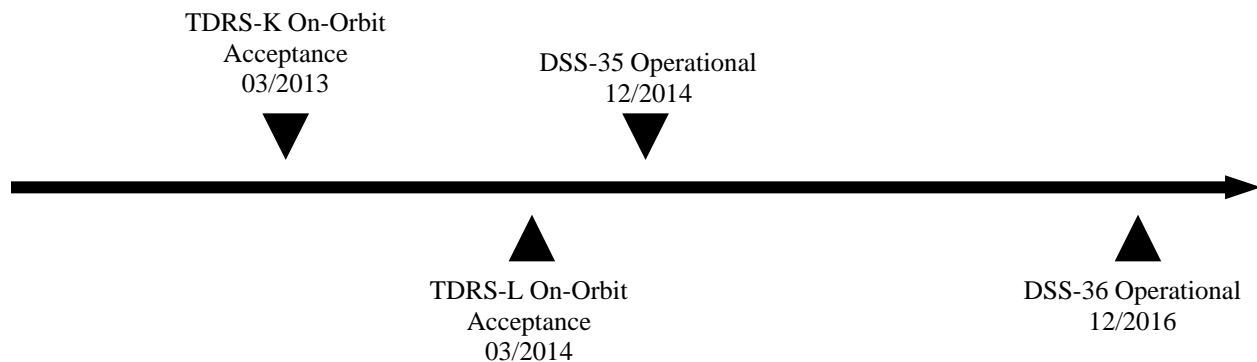 TDRS-K On-Orbit
Acceptance
03/2013
DSS-35 Operational
12/2014
TDRS-L On-Orbit
Acceptance
03/2014
DSS-36 Operational
12/2016